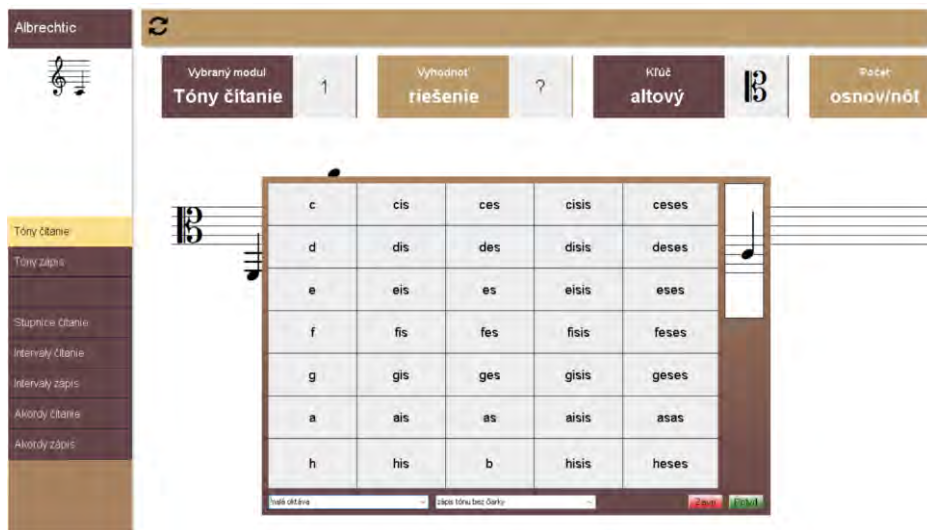 Albrechtic
Vybraný modul
Tóny čítanie
1
Vyhodnoť
riešenie
?
Kľúč
altový
Počet
osnov/nôt
Tóny čítanie
Tóny zápis
Stupnice čítanie
Intervaly čítanie
Intervaly zápis
Akordy čítanie
Akordy zápis
c cis ces cisis ceses
d dis des disis deses
e eis es eisis eses
f fis fes fisis feses
g gis ges gisis geses
a ais as aisis asas
h his b hisis heses
malá oktáva
zápis tónu bez čiarky
Zavri
Potvrď